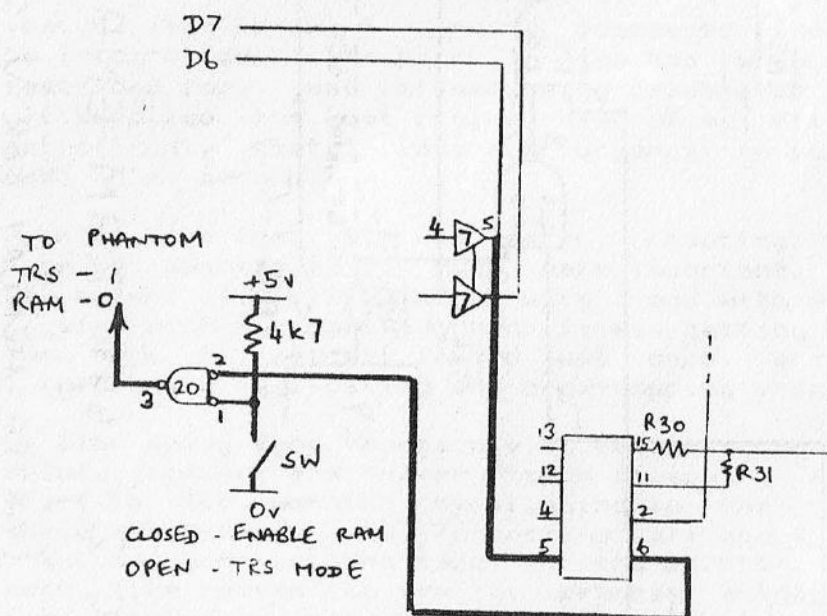 D7
D6
4
7
5
7
TO PHANTOM
TRS - 1
RAM - 0
+5v
4k7
2
20
3
1
SW
0v
CLOSED - ENABLE RAM
OPEN - TRS MODE
13
12
4
5
15
R30
11
R31
2
6